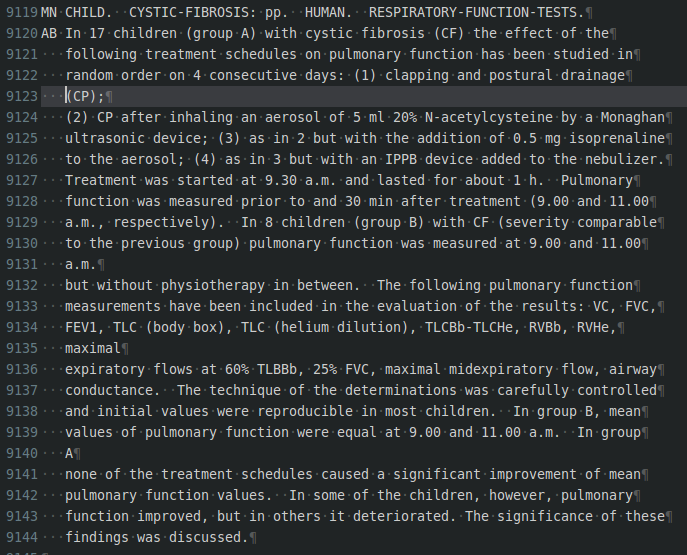 9119 MN CHILD.  CYSTIC-FIBROSIS: pp.  HUMAN.  RESPIRATORY-FUNCTION-TESTS.¶
9120 AB In 17 children (group A) with cystic fibrosis (CF) the effect of the¶
9121 following treatment schedules on pulmonary function has been studied in¶
9122 random order on 4 consecutive days: (1) clapping and postural drainage¶
9123 (CP);¶
9124 (2) CP after inhaling an aerosol of 5 ml 20% N-acetylcysteine by a Monaghan¶
9125 ultrasonic device; (3) as in 2 but with the addition of 0.5 mg isoprenaline¶
9126 to the aerosol; (4) as in 3 but with an IPPB device added to the nebulizer.¶
9127 Treatment was started at 9.30 a.m. and lasted for about 1 h.  Pulmonary¶
9128 function was measured prior to and 30 min after treatment (9.00 and 11.00¶
9129 a.m., respectively).  In 8 children (group B) with CF (severity comparable¶
9130 to the previous group) pulmonary function was measured at 9.00 and 11.00¶
9131 a.m.¶
9132 but without physiotherapy in between.  The following pulmonary function¶
9133 measurements have been included in the evaluation of the results: VC, FVC,¶
9134 FEV1, TLC (body box), TLC (helium dilution), TLCBb-TLCHe, RVBb, RVHe,¶
9135 maximal¶
9136 expiratory flows at 60% TLBBb, 25% FVC, maximal midexpiratory flow, airway¶
9137 conductance.  The technique of the determinations was carefully controlled¶
9138 and initial values were reproducible in most children.  In group B, mean¶
9139 values of pulmonary function were equal at 9.00 and 11.00 a.m.  In group¶
9140 A¶
9141 none of the treatment schedules caused a significant improvement of mean¶
9142 pulmonary function values.  In some of the children, however, pulmonary¶
9143 function improved, but in others it deteriorated. The significance of these¶
9144 findings was discussed.¶